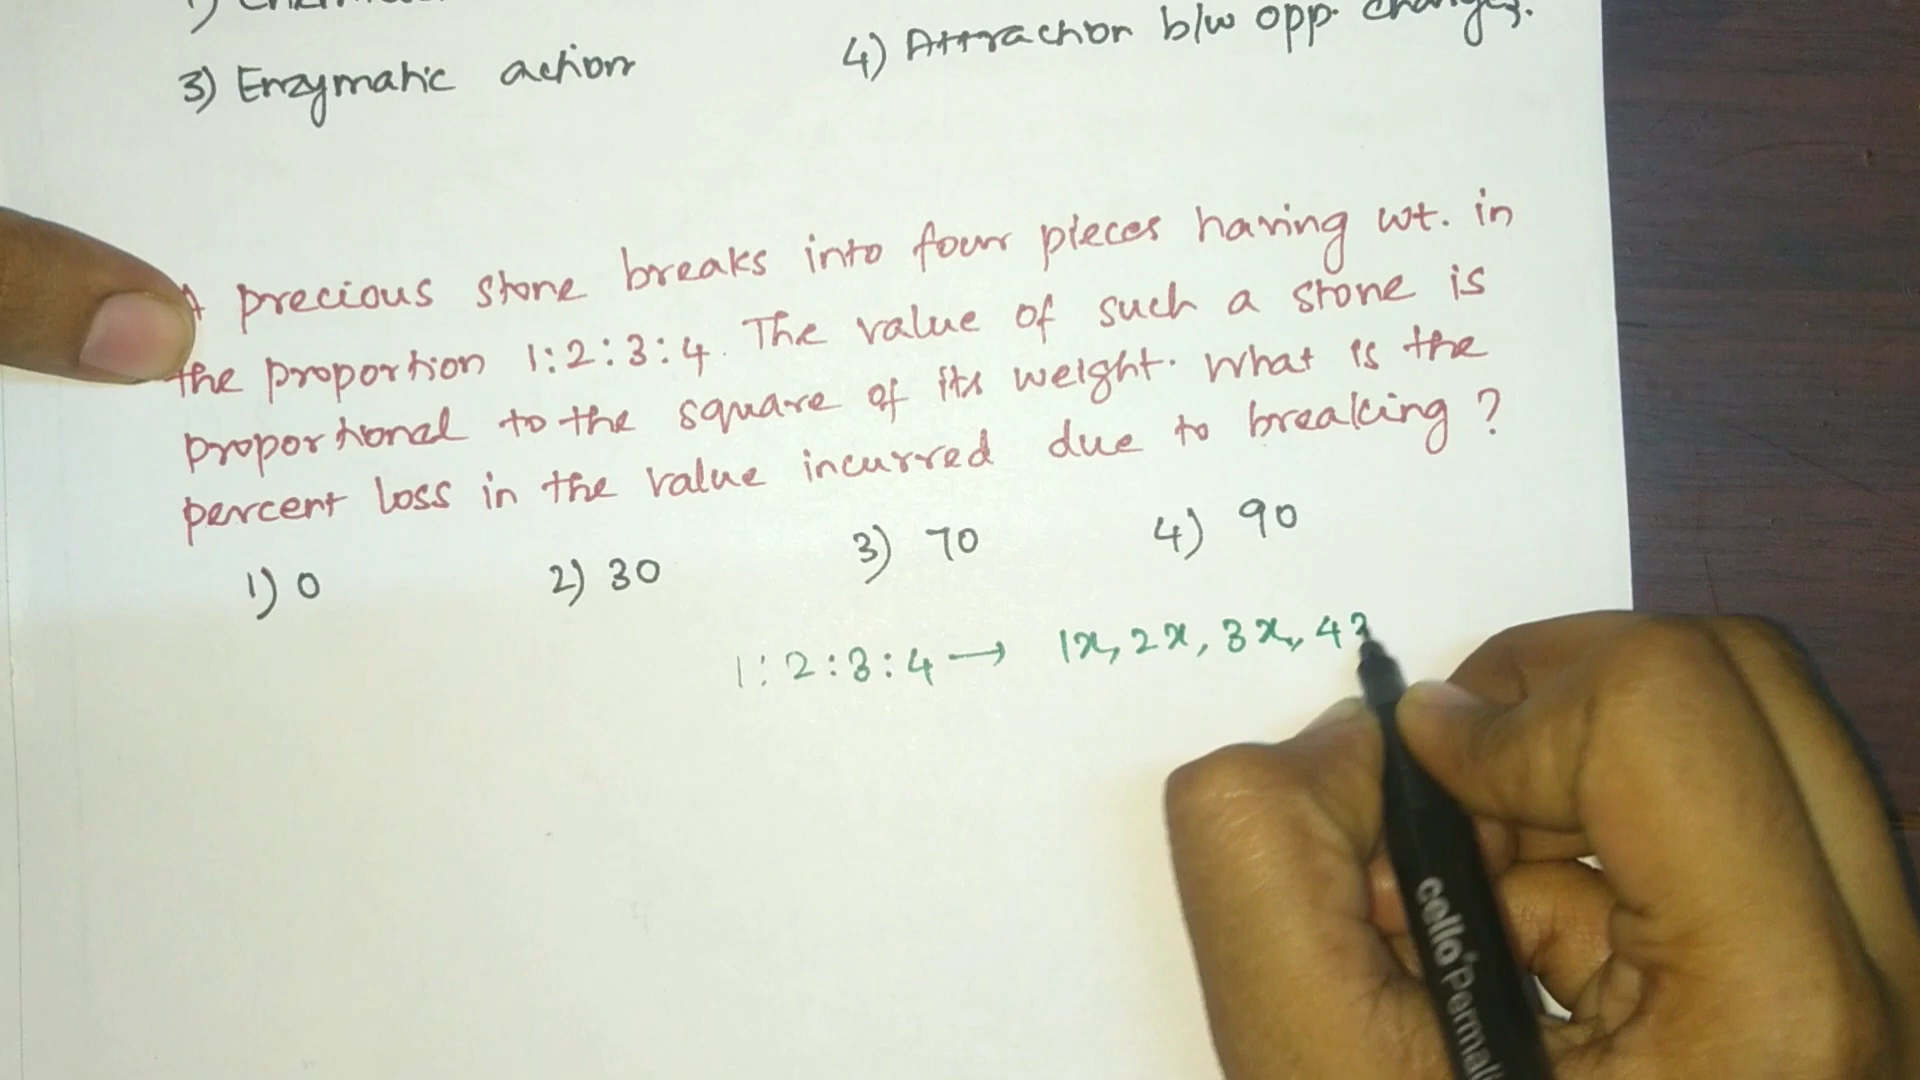 1)
3) Enzymatic action
4) Attraction b/w opp.
A precious stone breaks into four pieces having wt. in
the proportion 1:2:3:4. The value of such a stone is
proportional to the square of its weight. What is the
percent loss in the value incurred due to breaking?
1) 0 2) 30 3) 70 4) 90
1:2:3:4 → 1x, 2x, 3x, 4
cello Perma